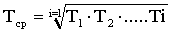 Tср = ⁱ⁼¹√T₁ · T₂ · .....Ti